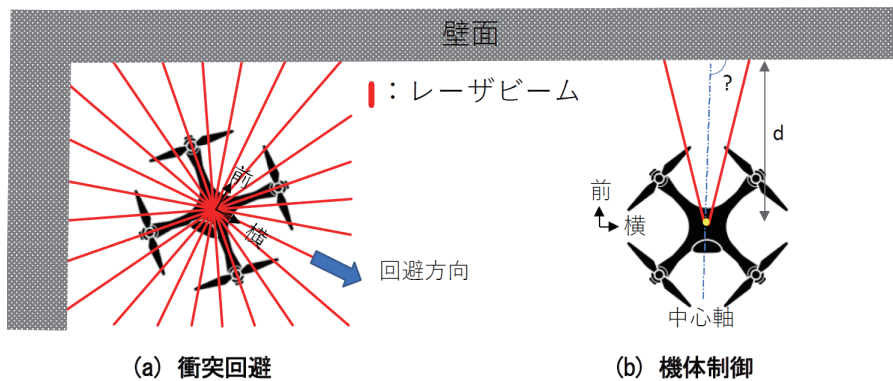 壁面
：レーザビーム
?
d
前
横
前
横
回避方向
中心軸
(a) 衝突回避
(b) 機体制御